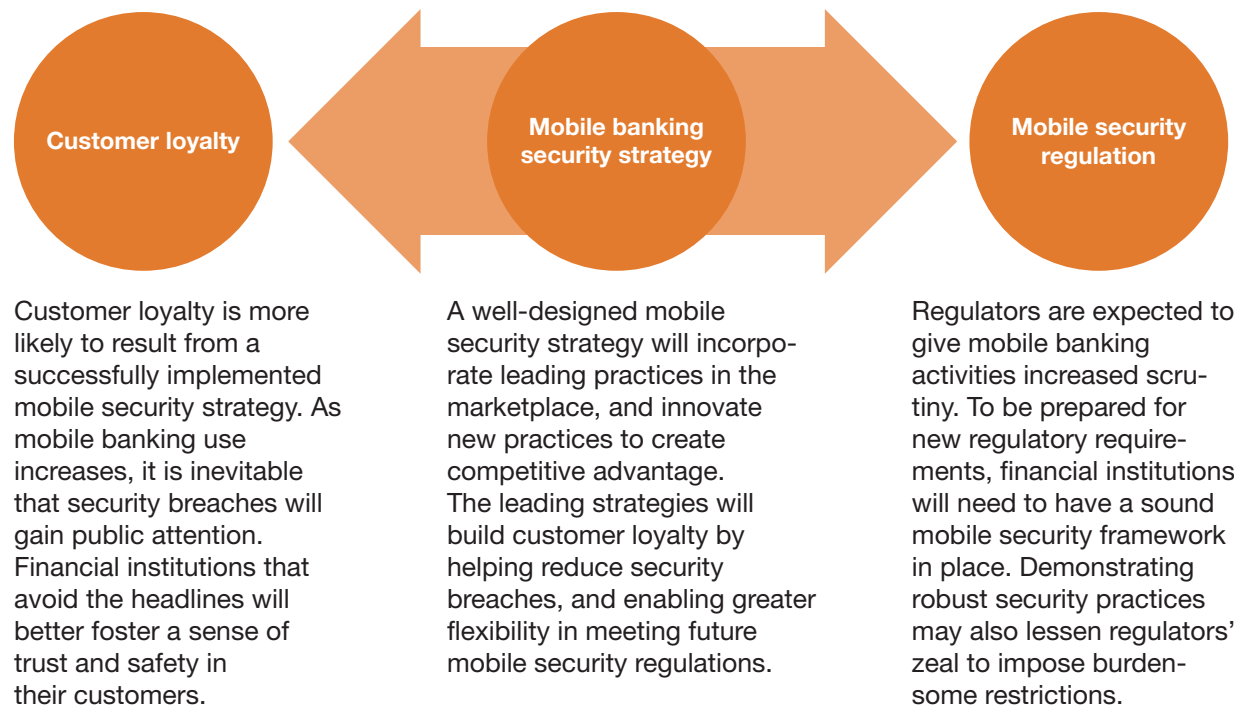 Customer loyalty
Mobile banking
security strategy
Mobile security
regulation
Customer loyalty is more
likely to result from a
successfully implemented
mobile security strategy. As
mobile banking use
increases, it is inevitable
that security breaches will
gain public attention.
Financial institutions that
avoid the headlines will
better foster a sense of
trust and safety in
their customers.
A well-designed mobile
security strategy will incorpo-
rate leading practices in the
marketplace, and innovate
new practices to create
competitive advantage.
The leading strategies will
build customer loyalty by
helping reduce security
breaches, and enabling greater
flexibility in meeting future
mobile security regulations.
Regulators are expected to
give mobile banking
activities increased scru-
tiny. To be prepared for
new regulatory require-
ments, financial institutions
will need to have a sound
mobile security framework
in place. Demonstrating
robust security practices
may also lessen regulators’
zeal to impose burden-
some restrictions.